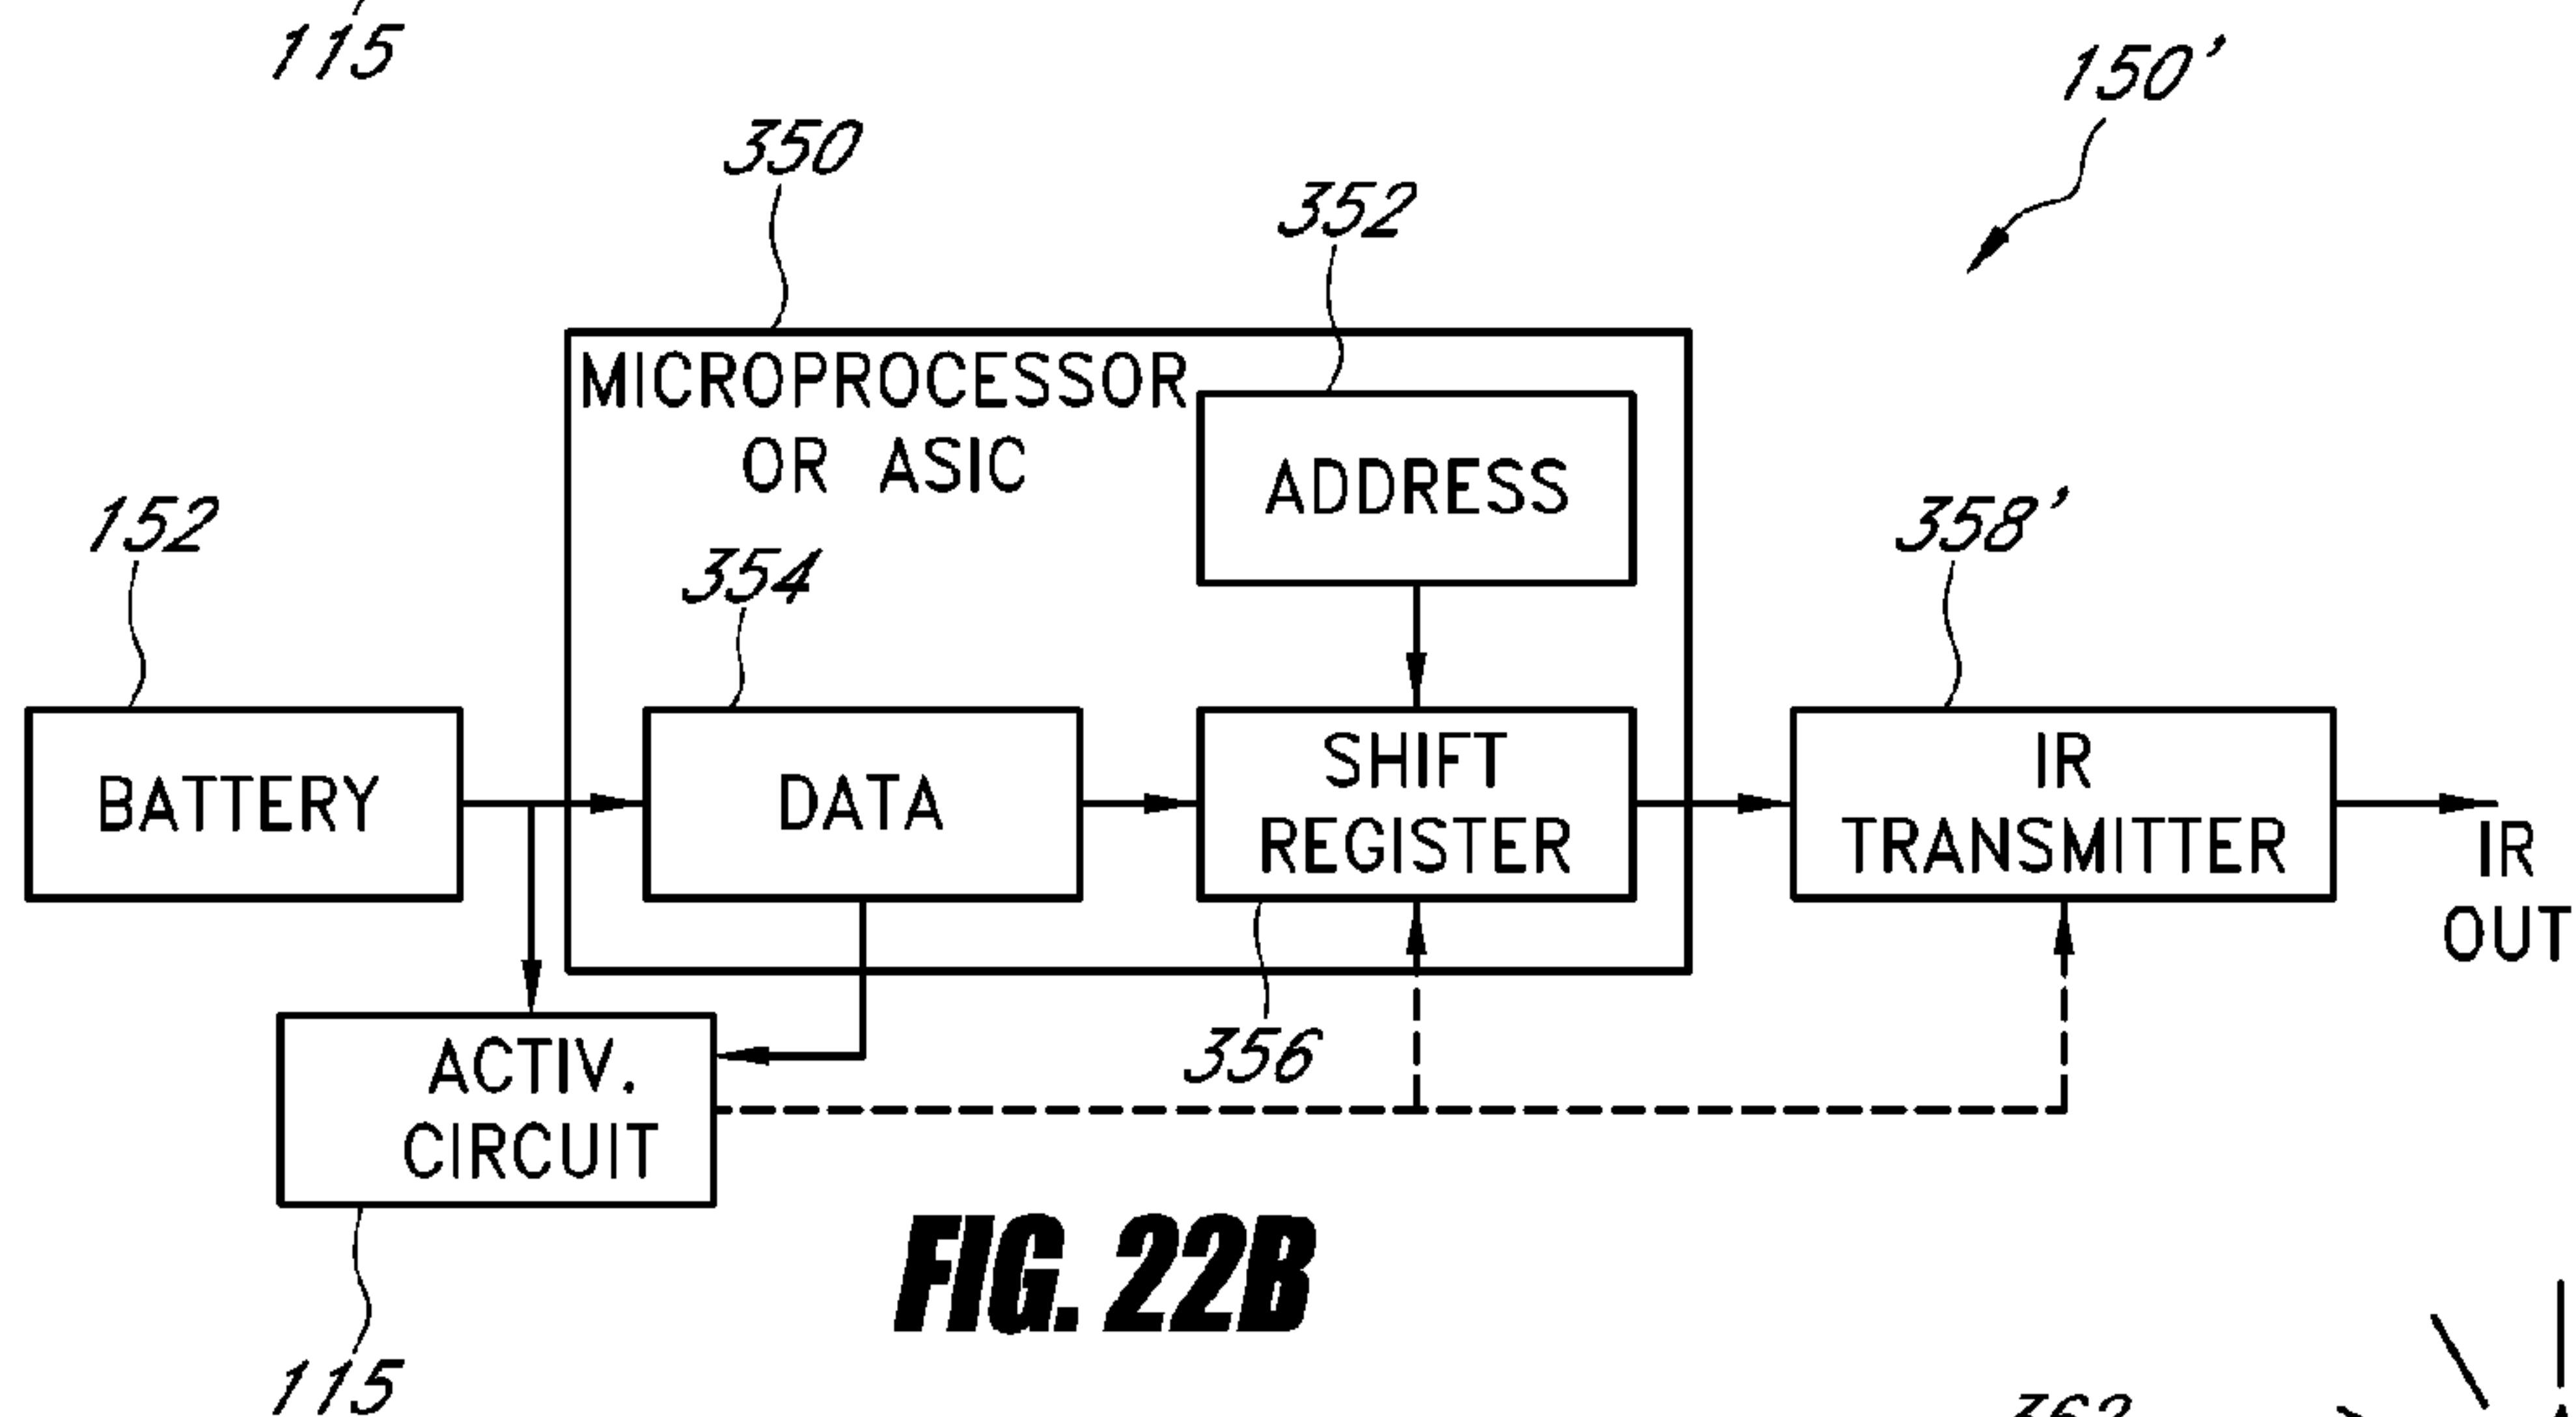 115
150'
350
352
MICROPROCESSOR
OR ASIC
ADDRESS
152
354
358'
BATTERY
DATA
SHIFT
REGISTER
IR
TRANSMITTER
IR
OUT
356
ACTIV.
CIRCUIT
115
FIG. 22B
362